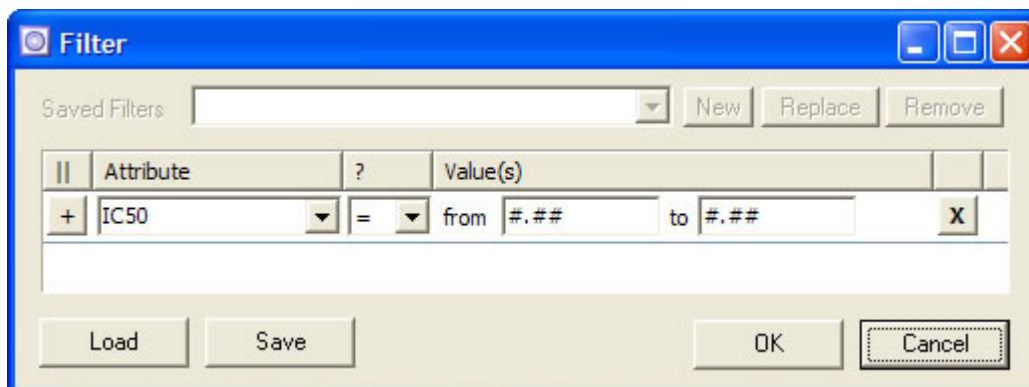 Filter
Saved Filters New Replace Remove
|| Attribute ? Value(s)
+ IC50 = from #.## to #.## X
Load Save OK Cancel